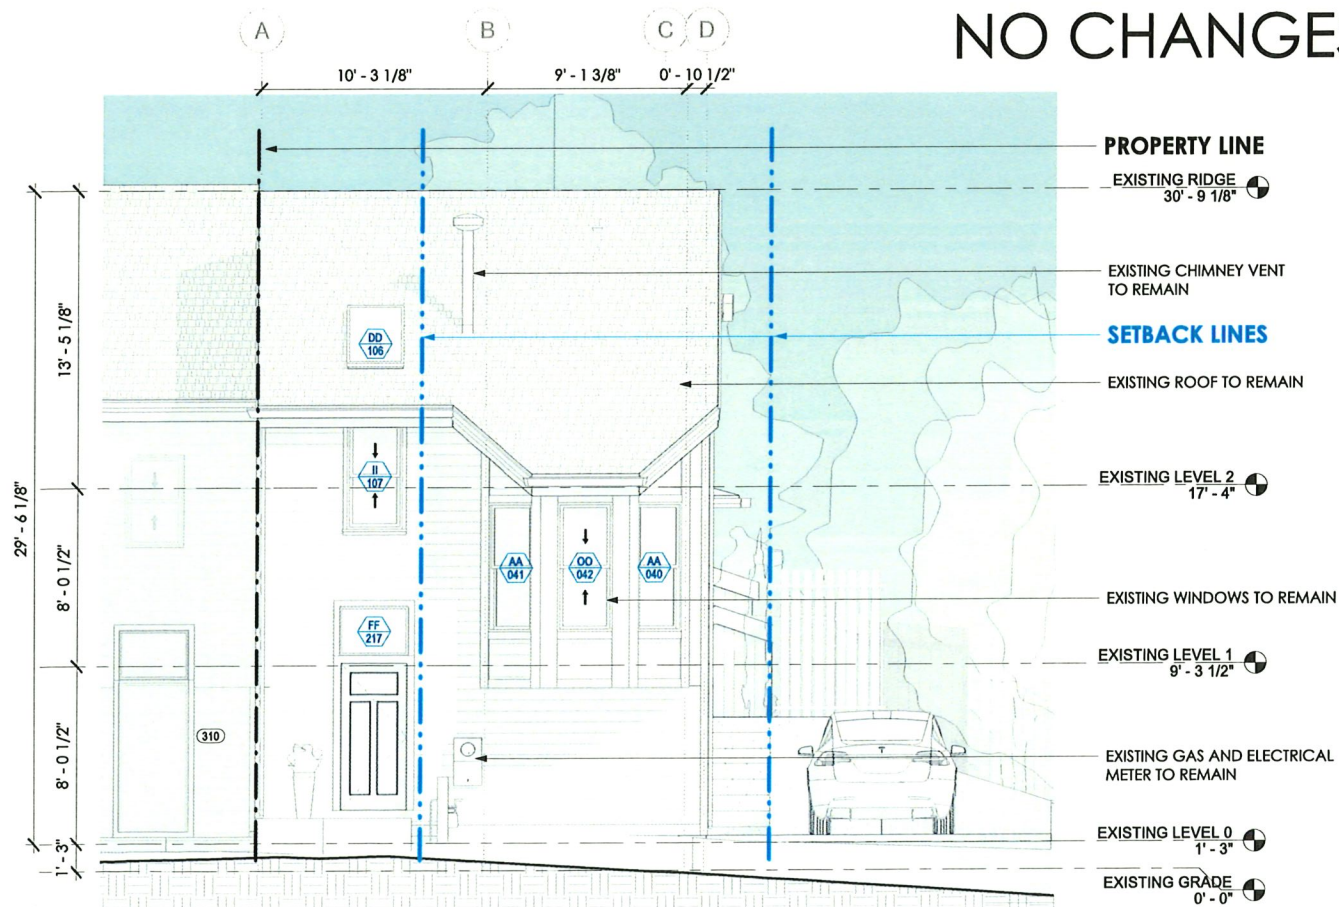 NO CHANGES
A B C D
10' - 3 1/8" 9' - 1 3/8" 0' - 10 1/2"
PROPERTY LINE
EXISTING RIDGE
30' - 9 1/8"
EXISTING CHIMNEY VENT
TO REMAIN
SETBACK LINES
EXISTING ROOF TO REMAIN
EXISTING LEVEL 2
17' - 4"
EXISTING WINDOWS TO REMAIN
EXISTING LEVEL 1
9' - 3 1/2"
EXISTING GAS AND ELECTRICAL
METER TO REMAIN
EXISTING LEVEL 0
1' - 3"
EXISTING GRADE
0' - 0"
29' - 6 1/8"
13' - 5 1/8"
8' - 0 1/2"
8' - 0 1/2"
1' - 3"
DD
106
II
107
AA
041
OO
042
AA
040
FF
217
310